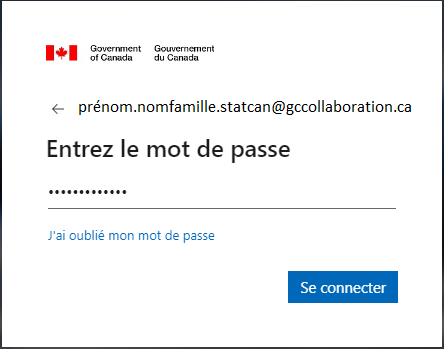 Government of Canada Gouvernement du Canada
prénom.nomfamille.statcan@gccollaboration.ca
Entrez le mot de passe
•••••••••••••
J'ai oublié mon mot de passe
Se connecter